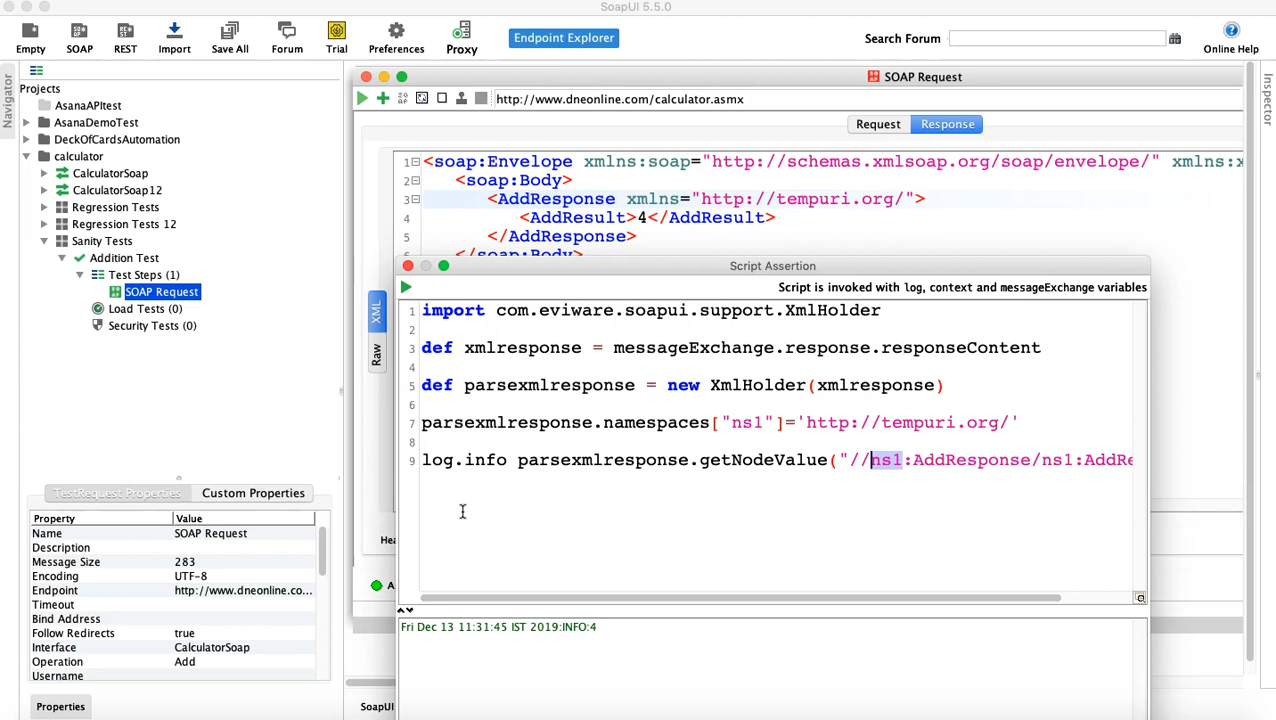 SoapUI 5.5.0
Empty
SOAP
REST
Import
Save All
Forum
Trial
Preferences
Proxy
Endpoint Explorer
Search Forum
Online Help
Navigator
Projects
AsanaAPItest
AsanaDemoTest
DeckOfCardsAutomation
calculator
CalculatorSoap
CalculatorSoap12
Regression Tests
Regression Tests 12
Sanity Tests
Addition Test
Test Steps (1)
SOAP Request
Load Tests (0)
Security Tests (0)
TestRequest Properties
Custom Properties
Property Value
Name SOAP Request
Description
Message Size 283
Encoding UTF-8
Endpoint http://www.dneonline.co...
Timeout
Bind Address
Follow Redirects true
Interface CalculatorSoap
Operation Add
Username
Properties
SOAP Request
http://www.dneonline.com/calculator.asmx
Request Response
XML
Raw
1 <soap:Envelope xmlns:soap="http://schemas.xmlsoap.org/soap/envelope/" xmlns:x
2 <soap:Body>
3 <AddResponse xmlns="http://tempuri.org/">
4 <AddResult>4</AddResult>
5 </AddResponse>
6 </soap:Body>
Inspector
Script Assertion
Script is invoked with log, context and messageExchange variables
1 import com.eviware.soapui.support.XmlHolder
2
3 def xmlresponse = messageExchange.response.responseContent
4
5 def parsexmlresponse = new XmlHolder(xmlresponse)
6
7 parsexmlresponse.namespaces["ns1"]='http://tempuri.org/'
8
9 log.info parsexmlresponse.getNodeValue("//ns1:AddResponse/ns1:AddRe
Hea
A
Fri Dec 13 11:31:45 IST 2019:INFO:4
SoapUI